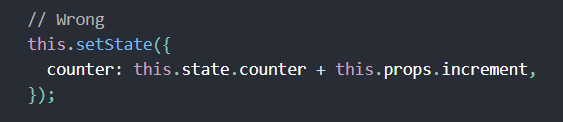 // Wrong
this.setState({
  counter: this.state.counter + this.props.increment,
});